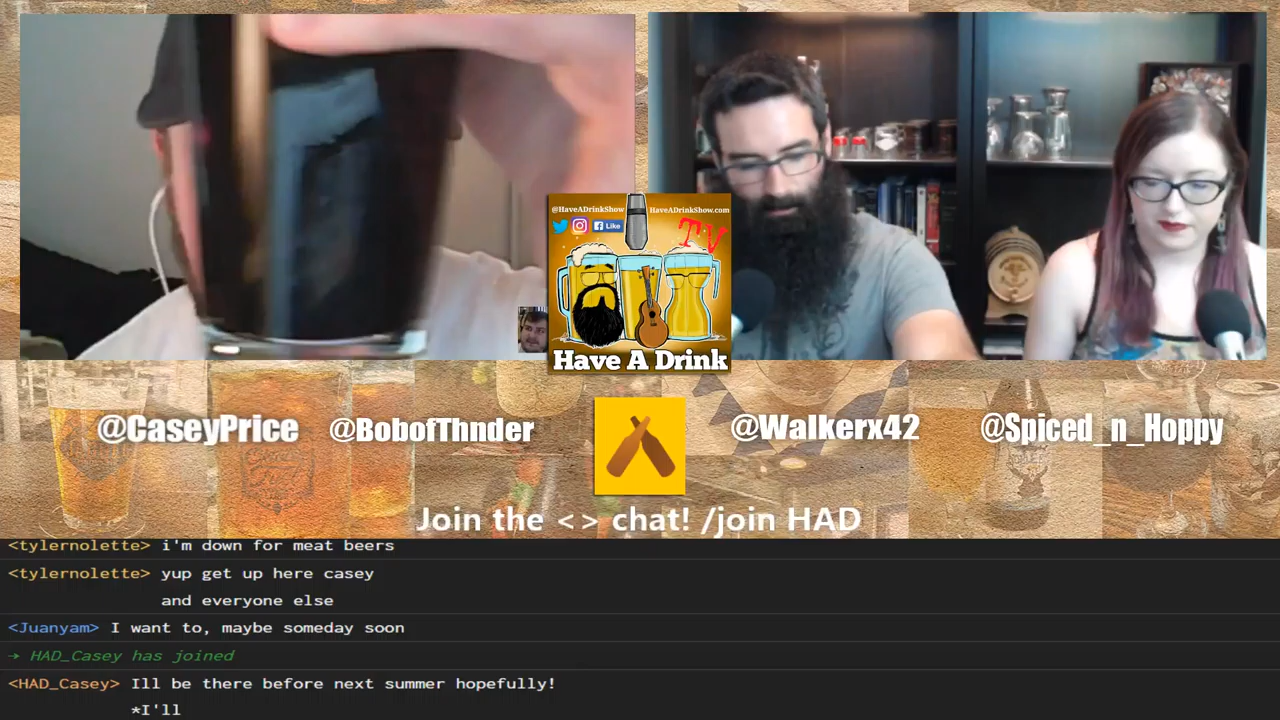 @HaveADrinkShow
HaveADrinkShow.com
Like
TV
Have A Drink
@CaseyPrice
@BobofThnder
@Walkerx42
@Spiced_n_Hoppy
Join the <> chat! /join HAD
<tylernolette> i'm down for meat beers
<tylernolette> yup get up here casey
and everyone else
<Juanyam> I want to, maybe someday soon
→ HAD_Casey has joined
<HAD_Casey> Ill be there before next summer hopefully!
*I'll